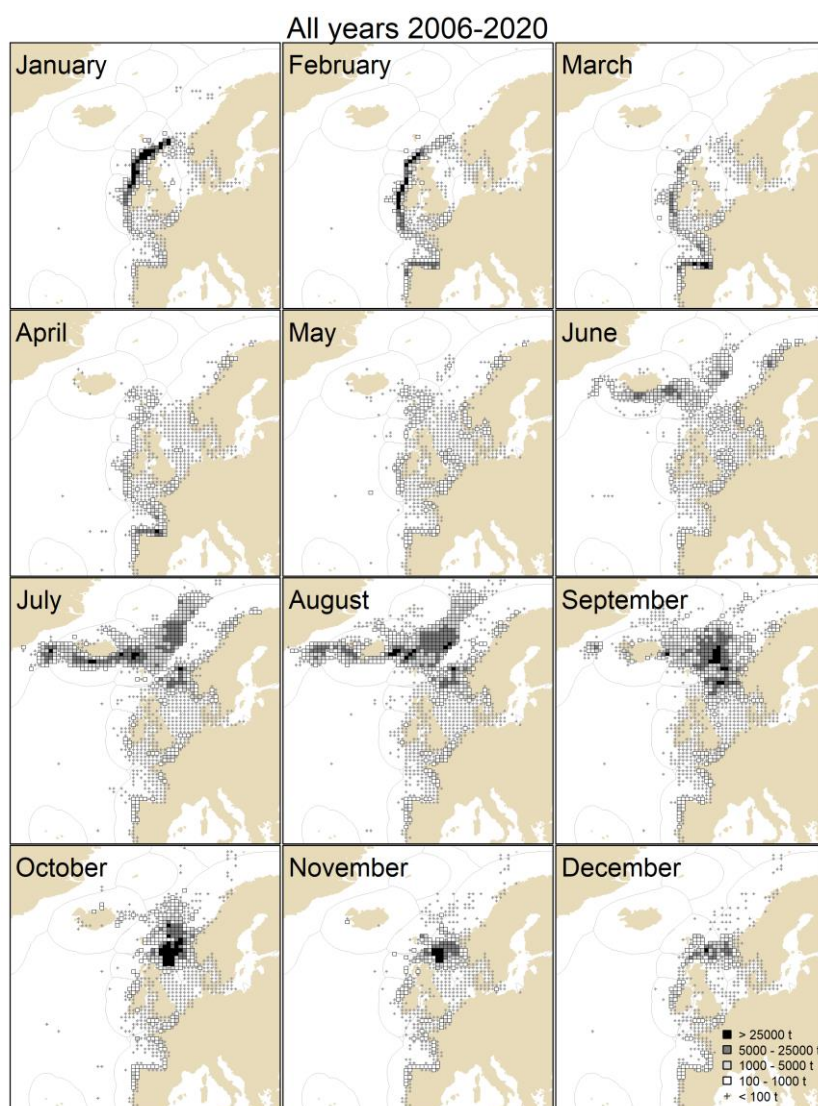 All years 2006-2020
January
February
March
April
May
June
July
August
September
October
November
December
> 25000 t
5000 - 25000 t
1000 - 5000 t
100 - 1000 t
< 100 t